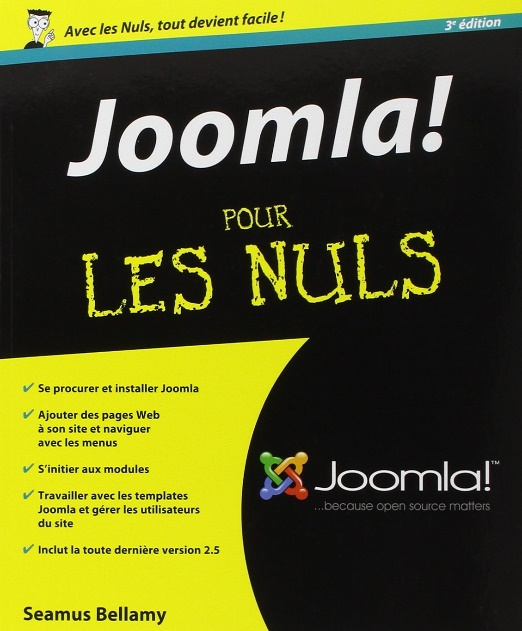 Avec les Nuls, tout devient facile !
3e édition
Joomla!
POUR
LES NULS
✔ Se procurer et installer Joomla
✔ Ajouter des pages Web
à son site et naviguer
avec les menus
✔ S'initier aux modules
✔ Travailler avec les templates
Joomla et gérer les utilisateurs
du site
✔ Inclut la toute dernière version 2.5
Joomla!™
...because open source matters
Seamus Bellamy